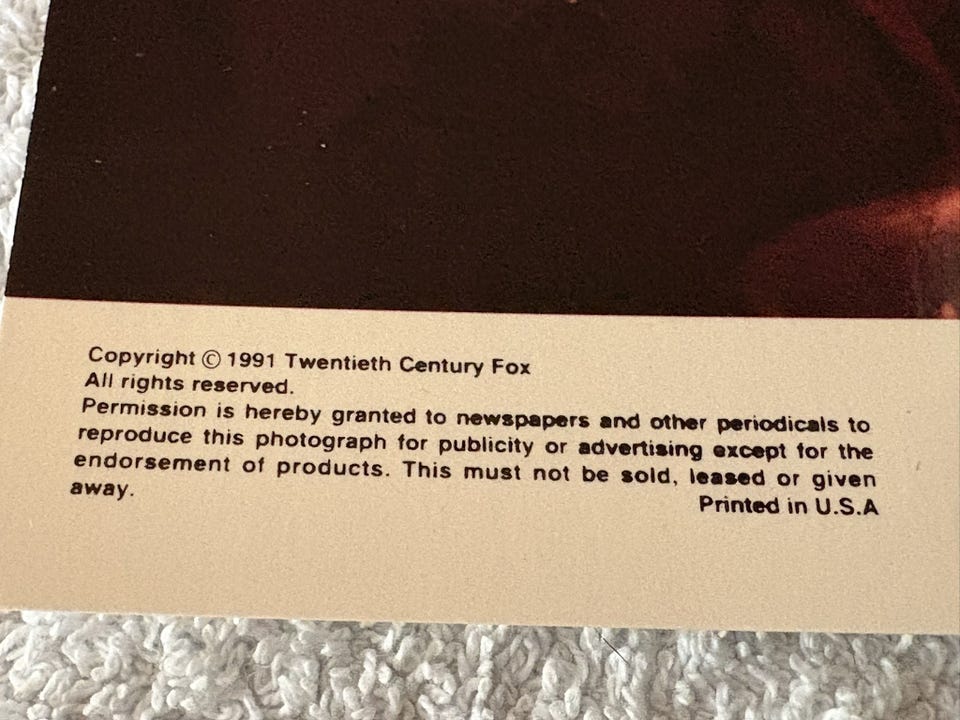 Copyright © 1991 Twentieth Century Fox
All rights reserved.
Permission is hereby granted to newspapers and other periodicals to
reproduce this photograph for publicity or advertising except for the
endorsement of products. This must not be sold, leased or given
away.
Printed in U.S.A